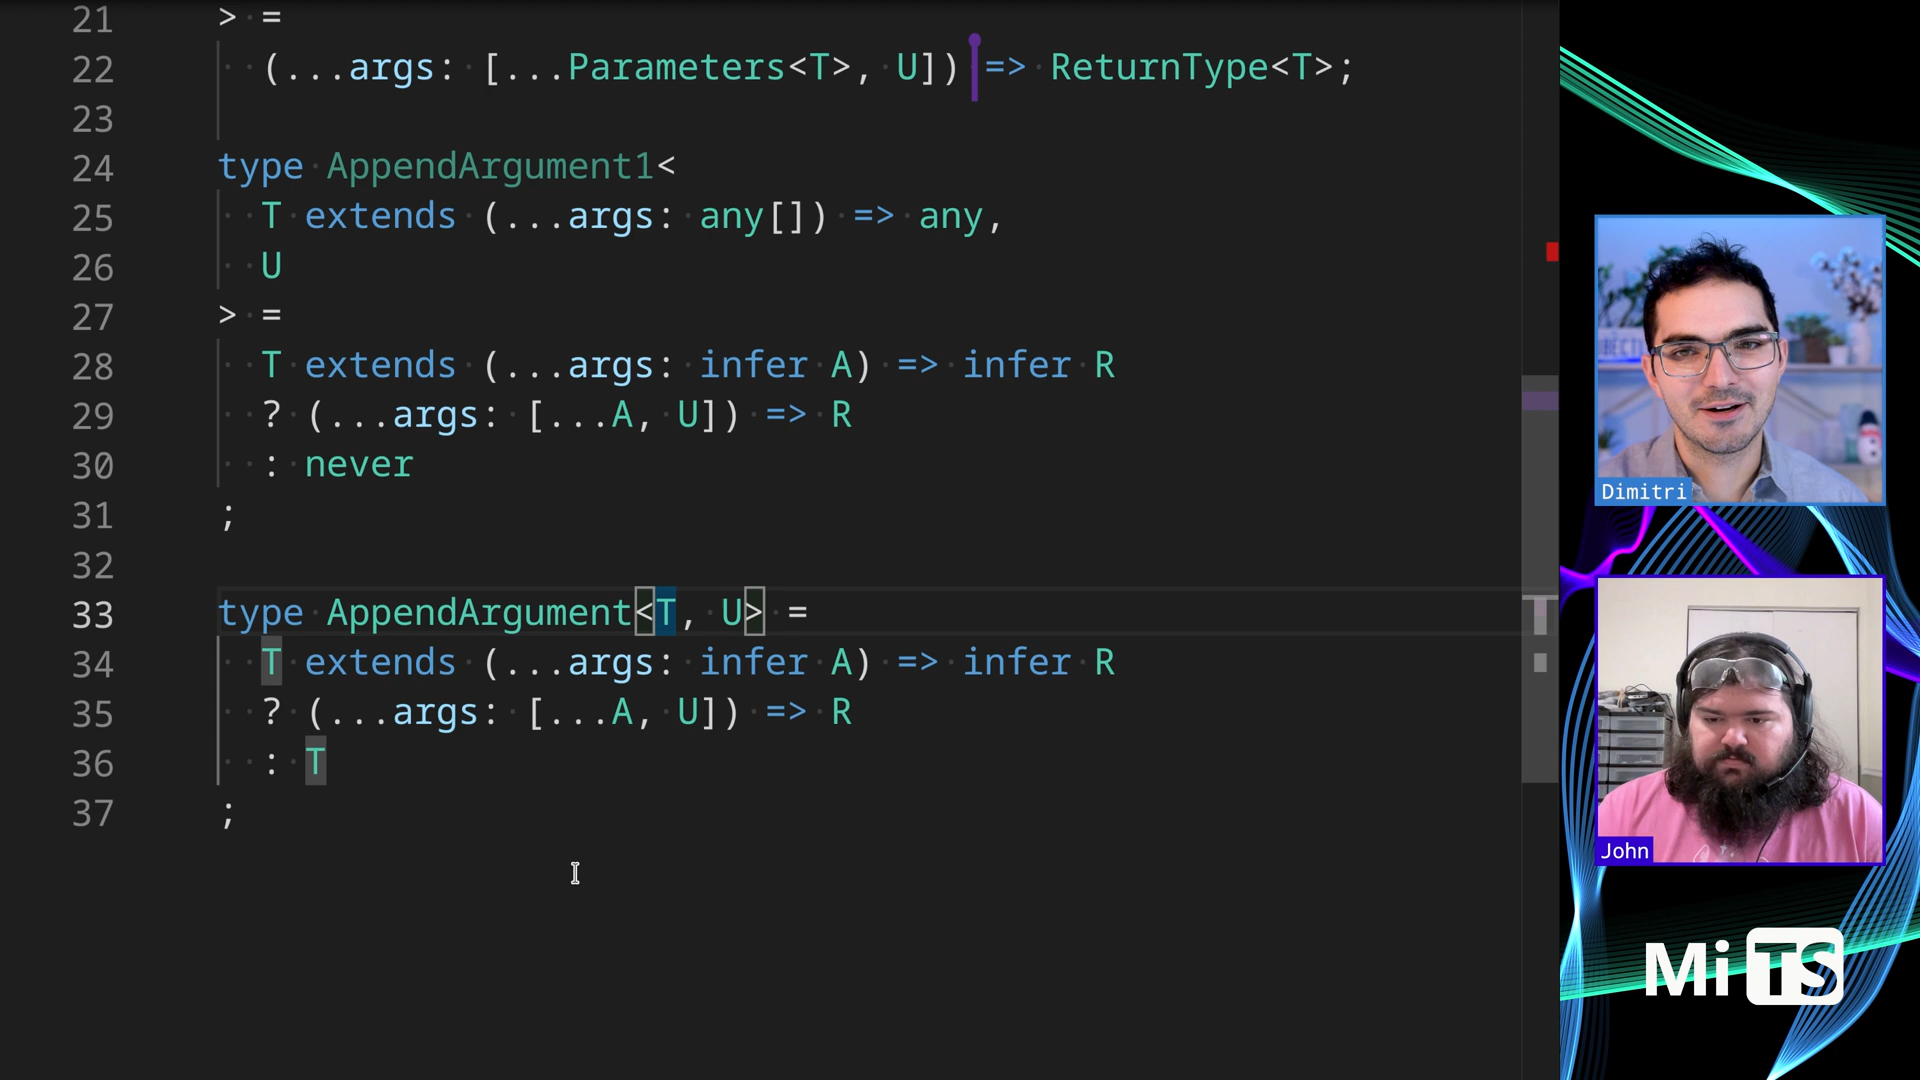 21 > =
22 (...args: [...Parameters<T>, U]) => ReturnType<T>;
23
24 type AppendArgument1<
25 T extends (...args: any[]) => any,
26 U
27 > =
28 T extends (...args: infer A) => infer R
29 ? (...args: [...A, U]) => R
30 : never
31 ;
32
33 type AppendArgument<T, U> =
34 T extends (...args: infer A) => infer R
35 ? (...args: [...A, U]) => R
36 : T
37 ;
Dimitri
John
MiTS